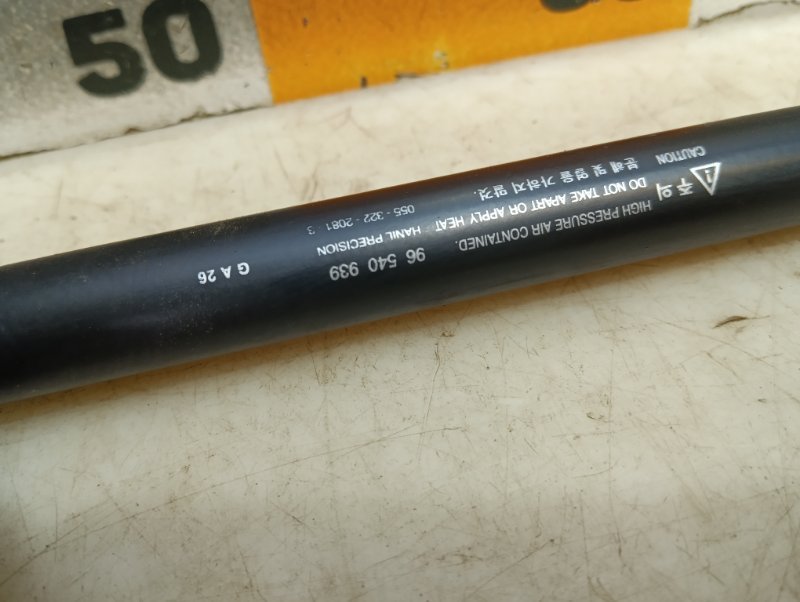 50
⚠ 주의 CAUTION
HIGH PRESSURE AIR CONTAINED.
DO NOT TAKE APART OR APPLY HEAT
분해 및 열을 가하지 말것.
96 540 939
HANIL PRECISION
055 - 322 - 2081 3
G A 26